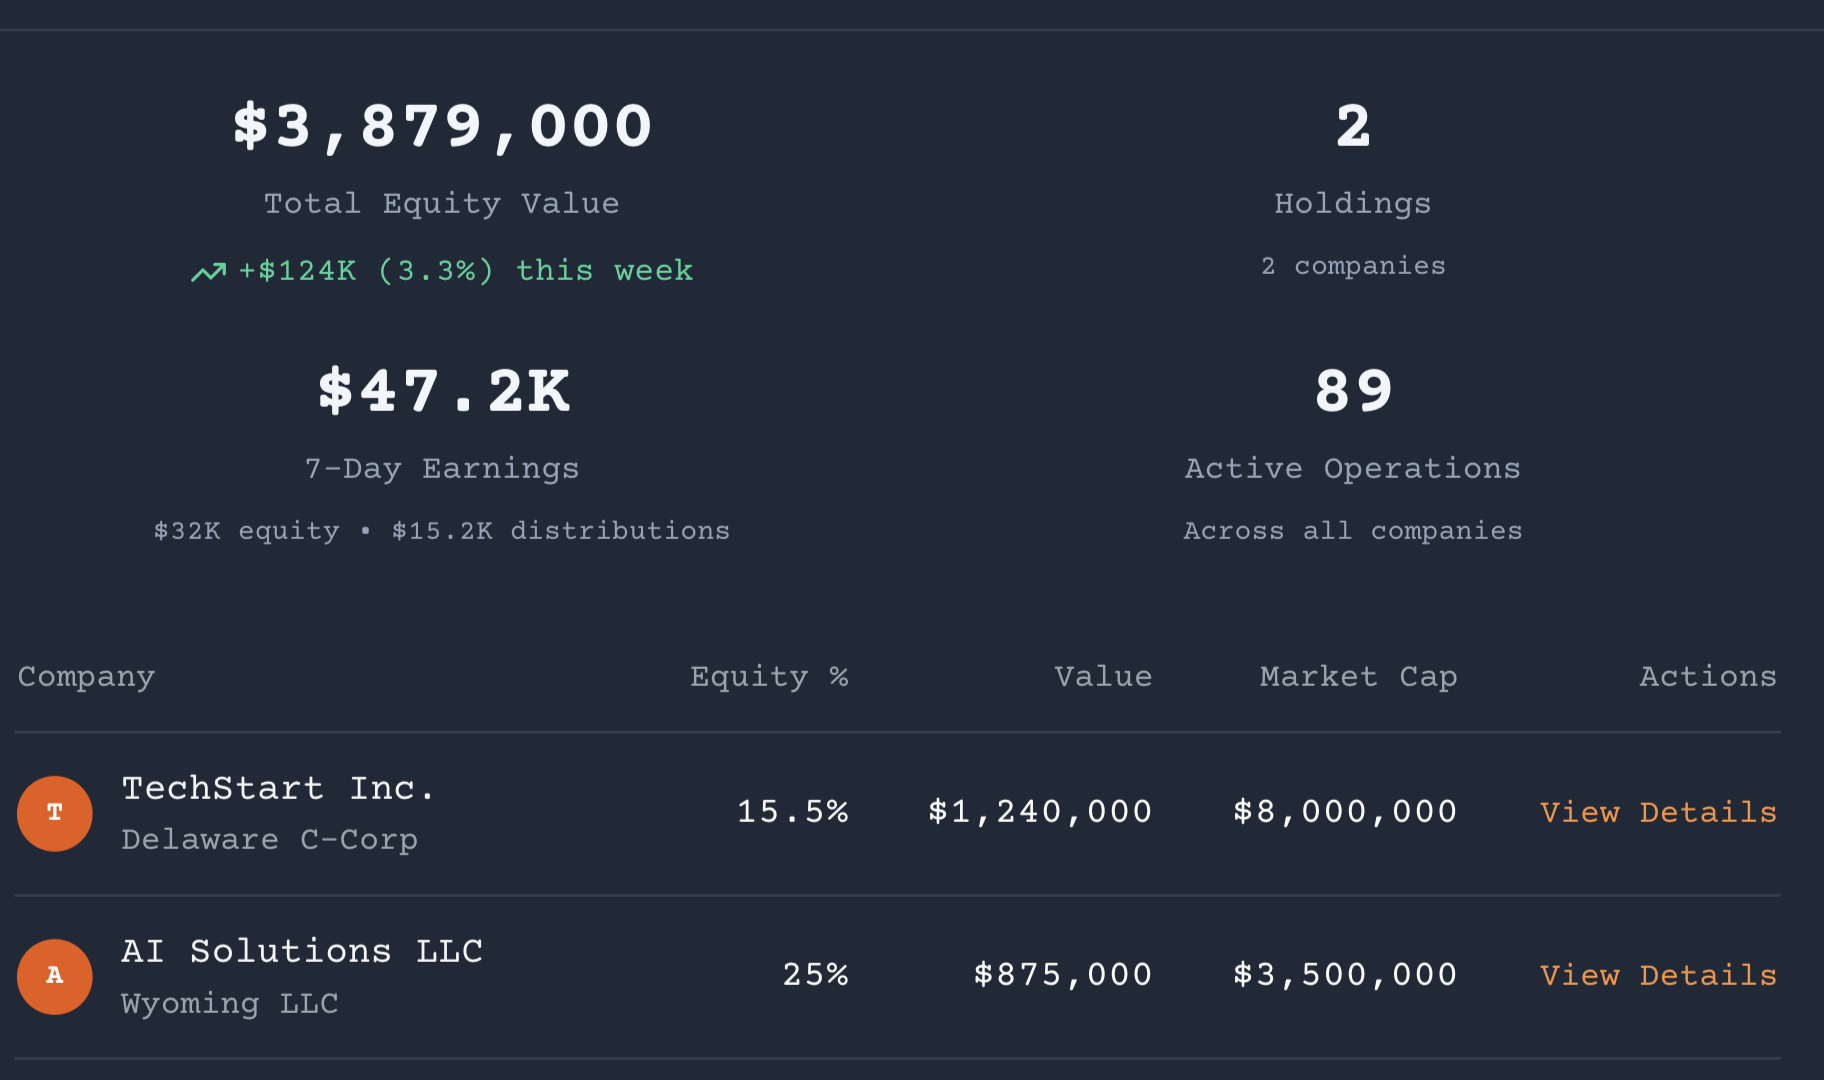 $3,879,000
Total Equity Value
+$124K (3.3%) this week
2
Holdings
2 companies
$47.2K
7-Day Earnings
$32K equity • $15.2K distributions
89
Active Operations
Across all companies
Company Equity % Value Market Cap Actions
T
TechStart Inc.
Delaware C-Corp
15.5% $1,240,000 $8,000,000 View Details
A
AI Solutions LLC
Wyoming LLC
25% $875,000 $3,500,000 View Details